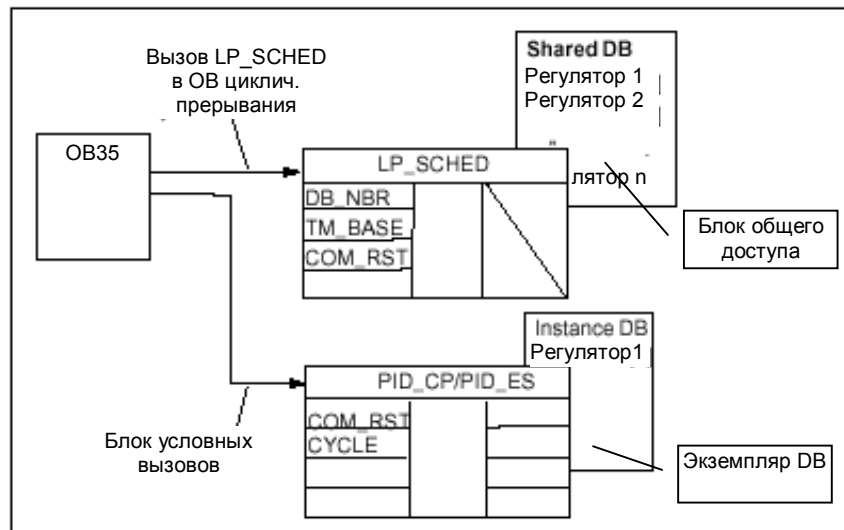 Вызов LP_SCHED
в OB циклич.
прерывания
OB35
Shared DB
Регулятор 1
Регулятор 2
"
лятор n
LP_SCHED
DB_NBR
TM_BASE
COM_RST
Блок общего
доступа
Instance DB
Регулятор1
PID_CP/PID_ES
COM_RST
CYCLE
Блок условных
вызовов
Экземпляр DB